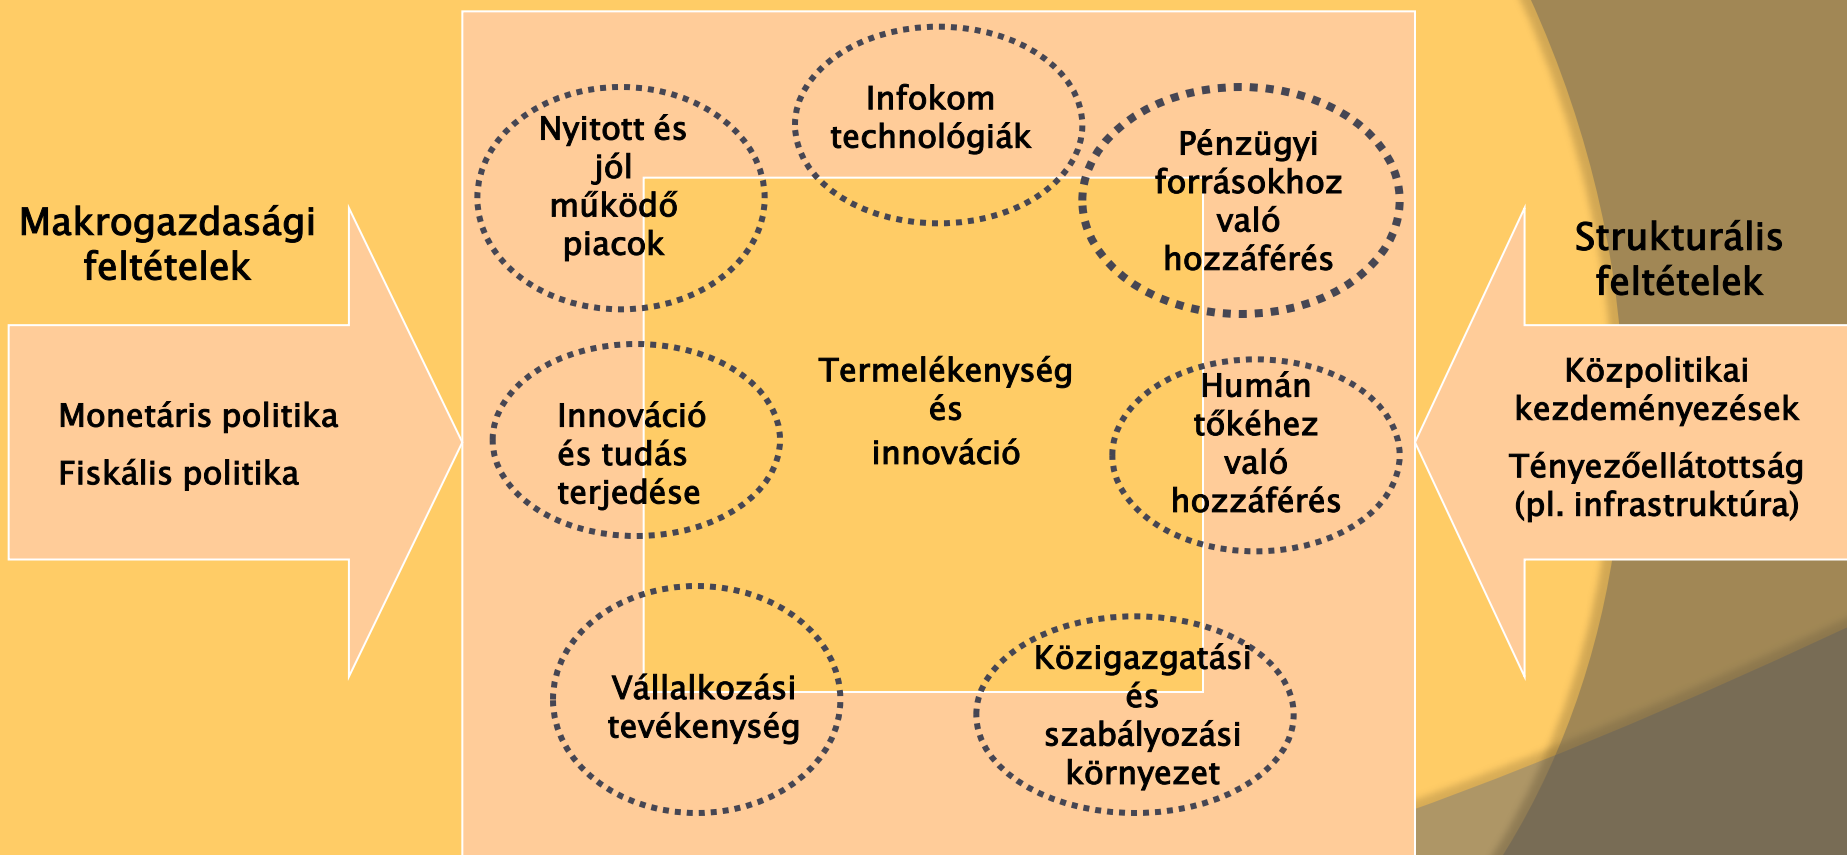 Makrogazdasági
feltételek
Monetáris politika
Fiskális politika
Nyitott és
jól
működő
piacok
Infokom
technológiák
Pénzügyi
forrásokhoz
való
hozzáférés
Innováció
és tudás
terjedése
Termelékenység
és
innováció
Humán
tőkéhez
való
hozzáférés
Vállalkozási
tevékenység
Közigazgatási
és
szabályozási
környezet
Strukturális
feltételek
Közpolitikai
kezdeményezések
Tényezőellátottság
(pl. infrastruktúra)